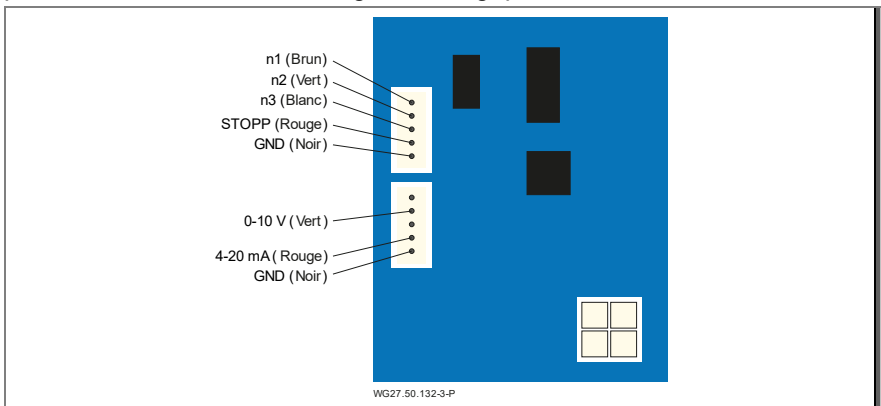 n1 (Brun)
n2 (Vert)
n3 (Blanc)
STOPP (Rouge)
GND (Noir)
0-10 V (Vert)
4-20 mA (Rouge)
GND (Noir)
WG27.50.132-3-P